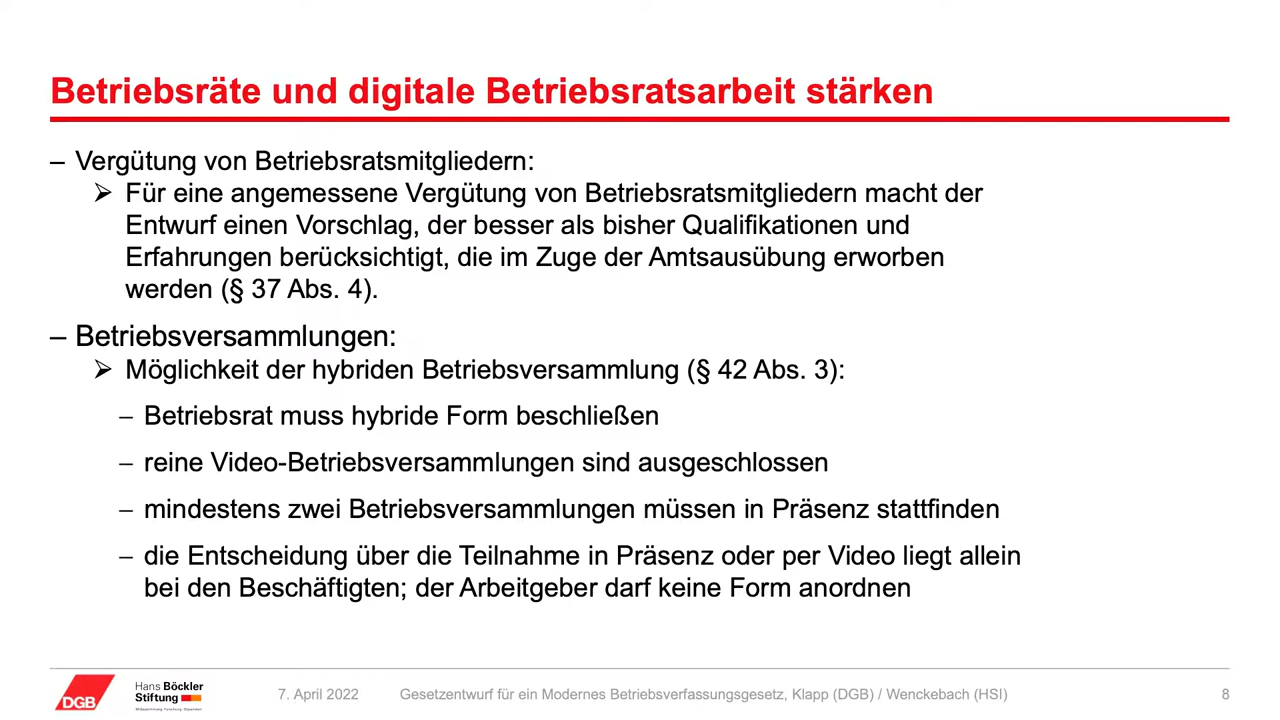 Betriebsräte und digitale Betriebsratsarbeit stärken
– Vergütung von Betriebsratsmitgliedern:
➢ Für eine angemessene Vergütung von Betriebsratsmitgliedern macht der
Entwurf einen Vorschlag, der besser als bisher Qualifikationen und
Erfahrungen berücksichtigt, die im Zuge der Amtsausübung erworben
werden (§ 37 Abs. 4).
– Betriebsversammlungen:
➢ Möglichkeit der hybriden Betriebsversammlung (§ 42 Abs. 3):
– Betriebsrat muss hybride Form beschließen
– reine Video-Betriebsversammlungen sind ausgeschlossen
– mindestens zwei Betriebsversammlungen müssen in Präsenz stattfinden
– die Entscheidung über die Teilnahme in Präsenz oder per Video liegt allein
bei den Beschäftigten; der Arbeitgeber darf keine Form anordnen
DGB
Hans Böckler
Stiftung
Mitbestimmung. Forschung. Stipendien.
7. April 2022
Gesetzentwurf für ein Modernes Betriebsverfassungsgesetz, Klapp (DGB) / Wenckebach (HSI)
8